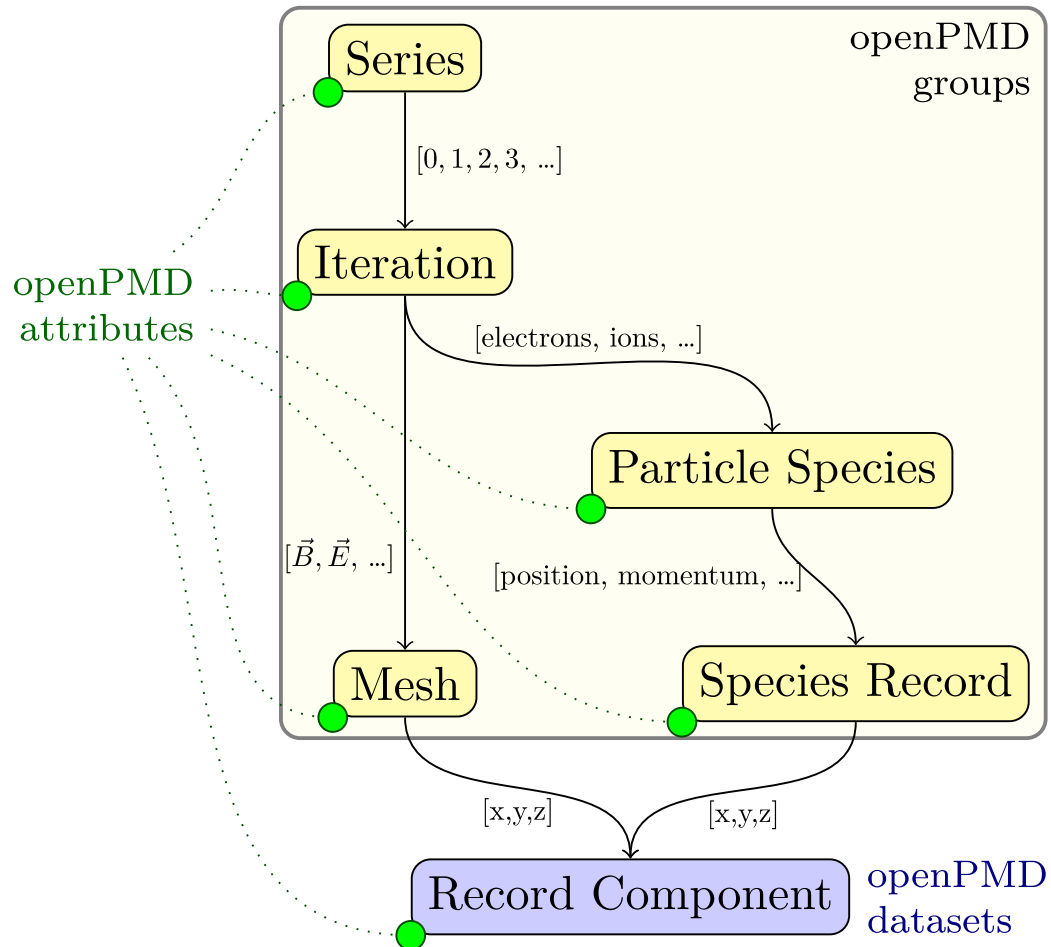 openPMD
groups
Series
[0, 1, 2, 3, ...]
Iteration
openPMD
attributes
[electrons, ions, ...]
Particle Species
[B⃗, E⃗, ...]
[position, momentum, ...]
Mesh
Species Record
[x,y,z]
[x,y,z]
Record Component
openPMD
datasets